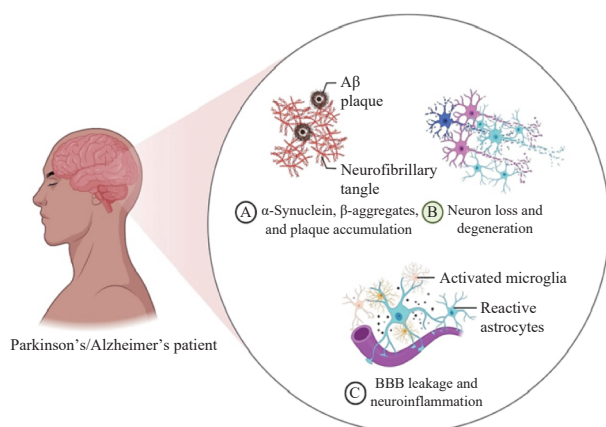 Aβ
plaque
Neurofibrillary
tangle
A α-Synuclein, β-aggregates,
and plaque accumulation
B Neuron loss and
degeneration
Activated microglia
Reactive
astrocytes
C BBB leakage and
neuroinflammation
Parkinson's/Alzheimer's patient